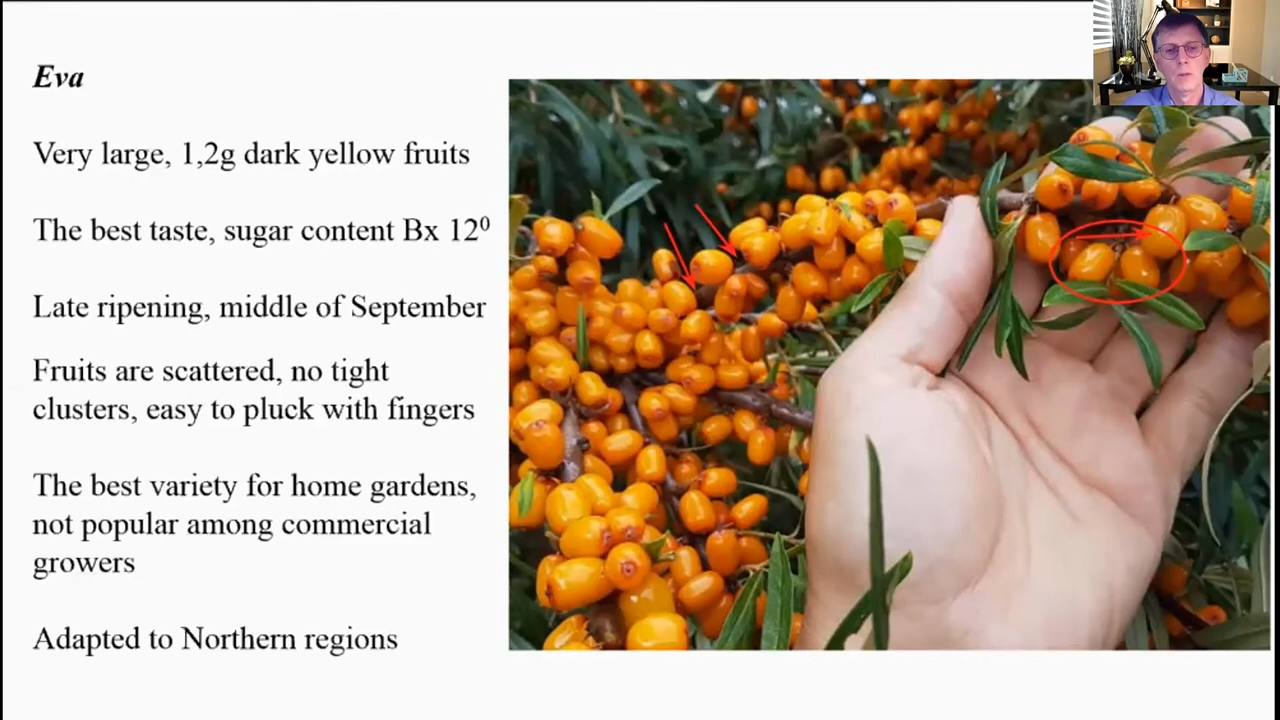 Eva
Very large, 1,2g dark yellow fruits
The best taste, sugar content Bx 12⁰
Late ripening, middle of September
Fruits are scattered, no tight
clusters, easy to pluck with fingers
The best variety for home gardens,
not popular among commercial
growers
Adapted to Northern regions